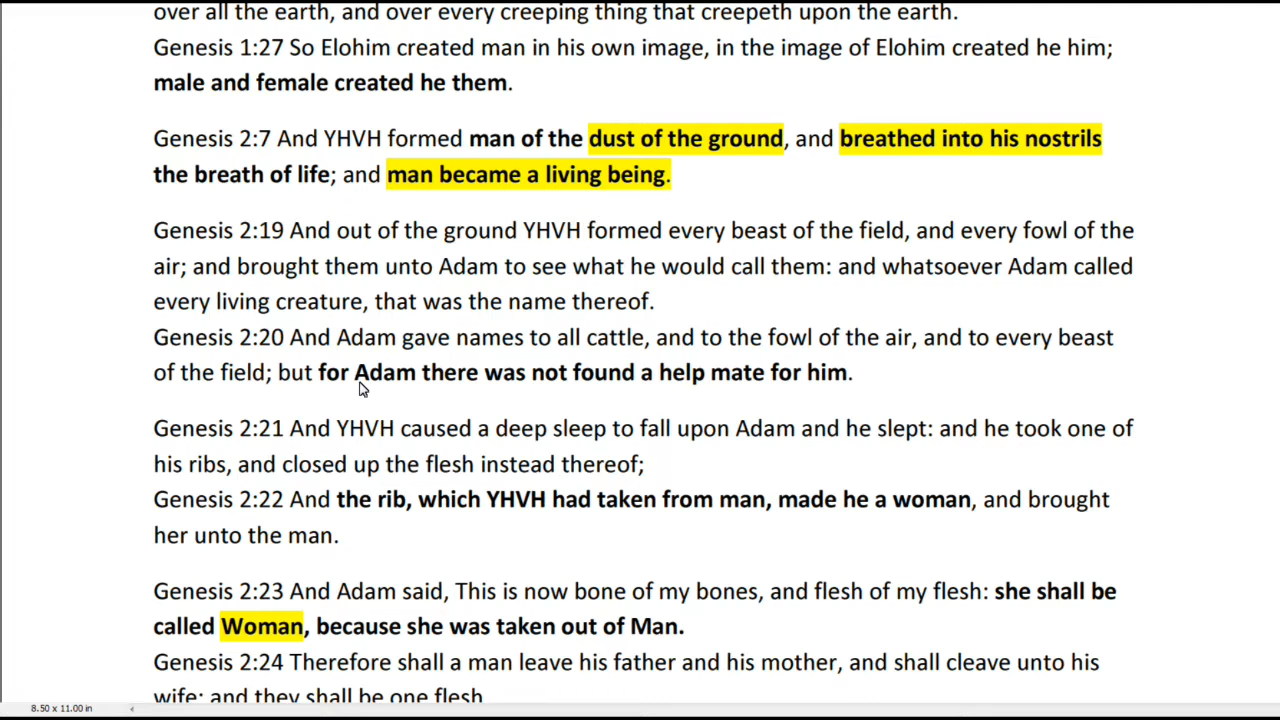 over all the earth, and over every creeping thing that creepeth upon the earth.
Genesis 1:27 So Elohim created man in his own image, in the image of Elohim created he him;
male and female created he them.
Genesis 2:7 And YHVH formed man of the dust of the ground, and breathed into his nostrils
the breath of life; and man became a living being.
Genesis 2:19 And out of the ground YHVH formed every beast of the field, and every fowl of the
air; and brought them unto Adam to see what he would call them: and whatsoever Adam called
every living creature, that was the name thereof.
Genesis 2:20 And Adam gave names to all cattle, and to the fowl of the air, and to every beast
of the field; but for Adam there was not found a help mate for him.
Genesis 2:21 And YHVH caused a deep sleep to fall upon Adam and he slept: and he took one of
his ribs, and closed up the flesh instead thereof;
Genesis 2:22 And the rib, which YHVH had taken from man, made he a woman, and brought
her unto the man.
Genesis 2:23 And Adam said, This is now bone of my bones, and flesh of my flesh: she shall be
called Woman, because she was taken out of Man.
Genesis 2:24 Therefore shall a man leave his father and his mother, and shall cleave unto his
wife: and they shall be one flesh
8.50 x 11.00 in